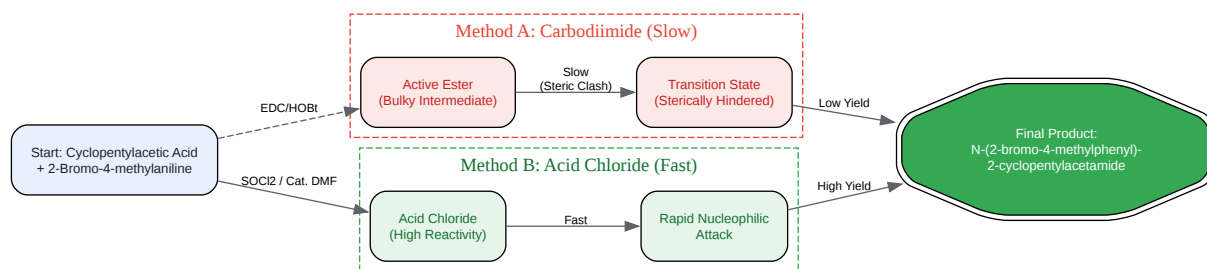 Start: Cyclopentylacetic Acid
+ 2-Bromo-4-methylaniline
EDC/HOBt
SOCl2 / Cat. DMF
Method A: Carbodiimide (Slow)
Active Ester
(Bulky Intermediate)
Slow
(Steric Clash)
Transition State
(Sterically Hindered)
Low Yield
Method B: Acid Chloride (Fast)
Acid Chloride
(High Reactivity)
Fast
Rapid Nucleophilic
Attack
High Yield
Final Product:
N-(2-bromo-4-methylphenyl)-
2-cyclopentylacetamide